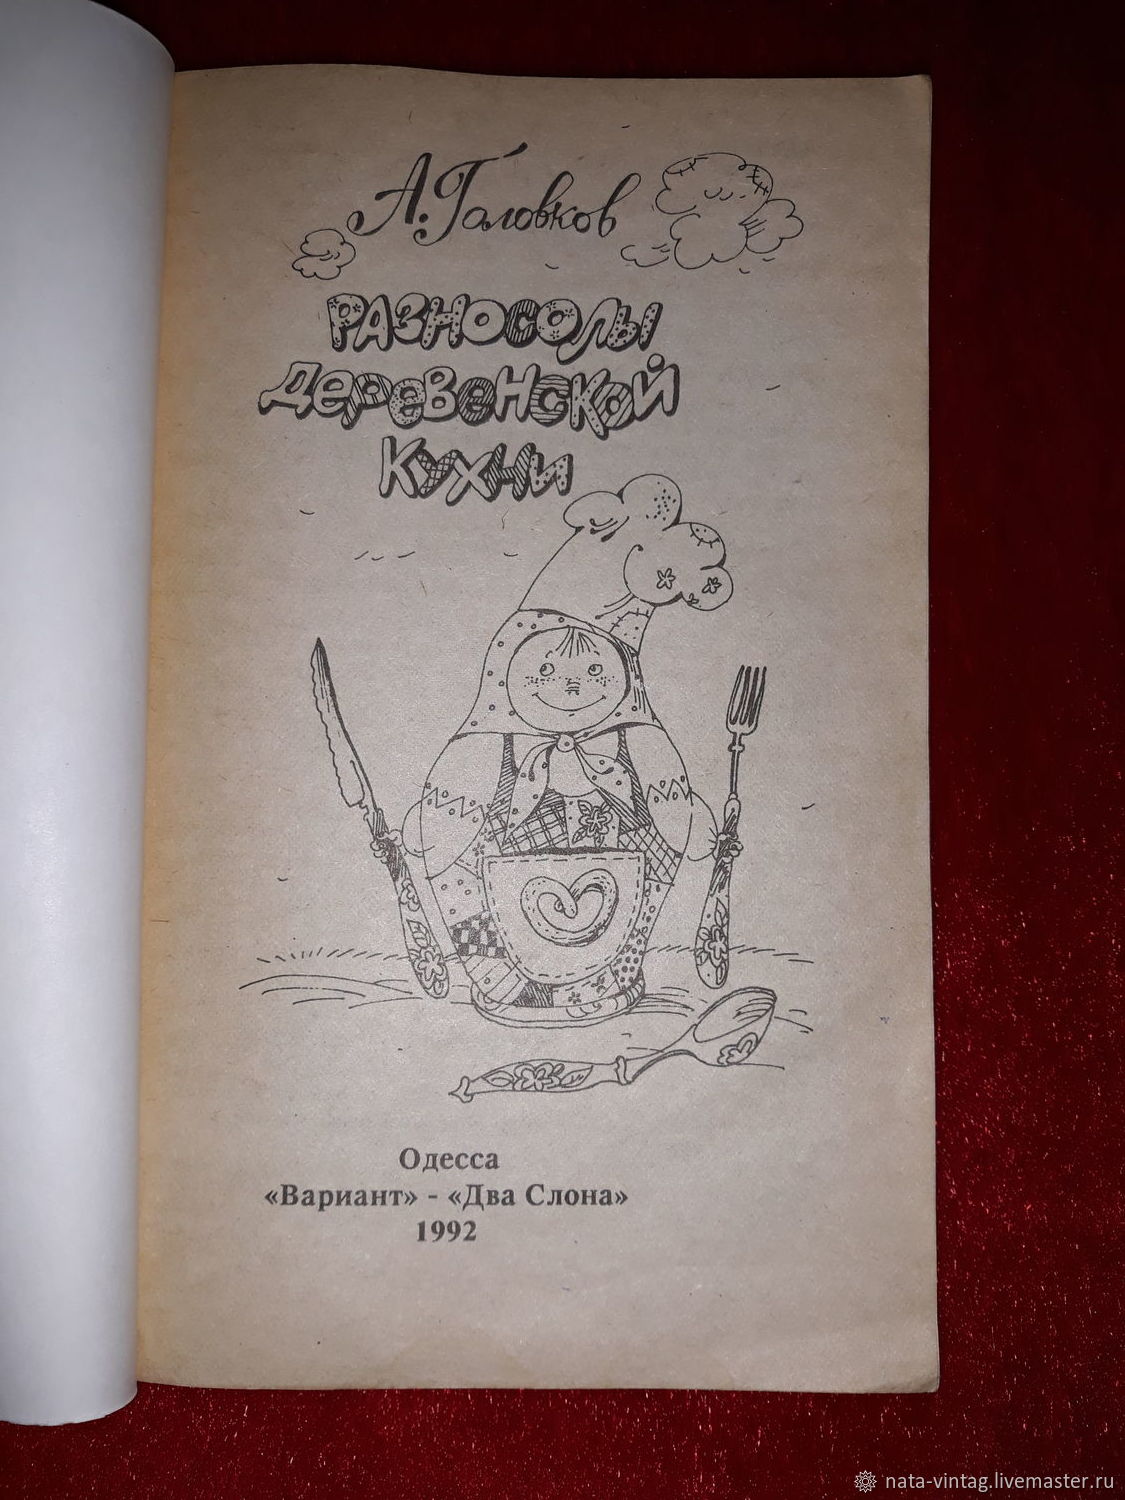 А. Головков
РАЗНОСОЛЫ
ДЕРЕВЕНСКОЙ
КУХНИ
Одесса
«Вариант» - «Два Слона»
1992
nata-vintag.livemaster.ru